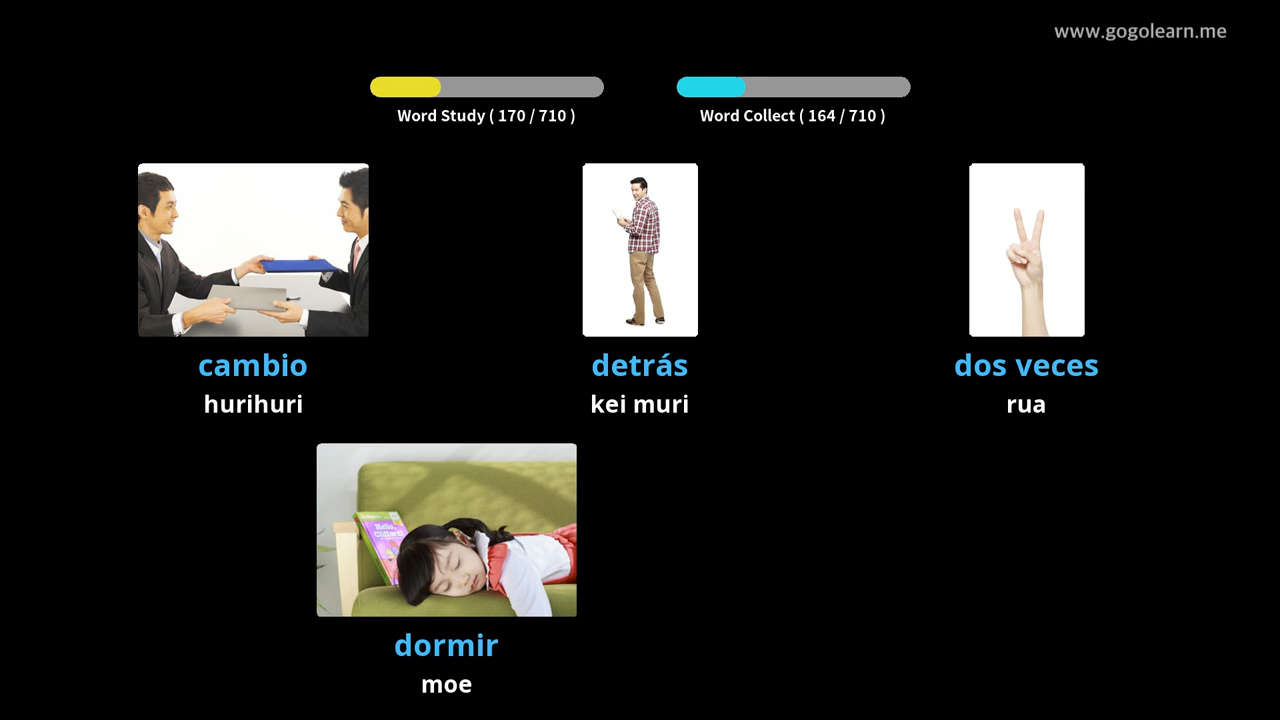 www.gogolearn.me
Word Study ( 170 / 710 )
Word Collect ( 164 / 710 )
cambio
hurihuri
detrás
kei muri
dos veces
rua
dormir
moe